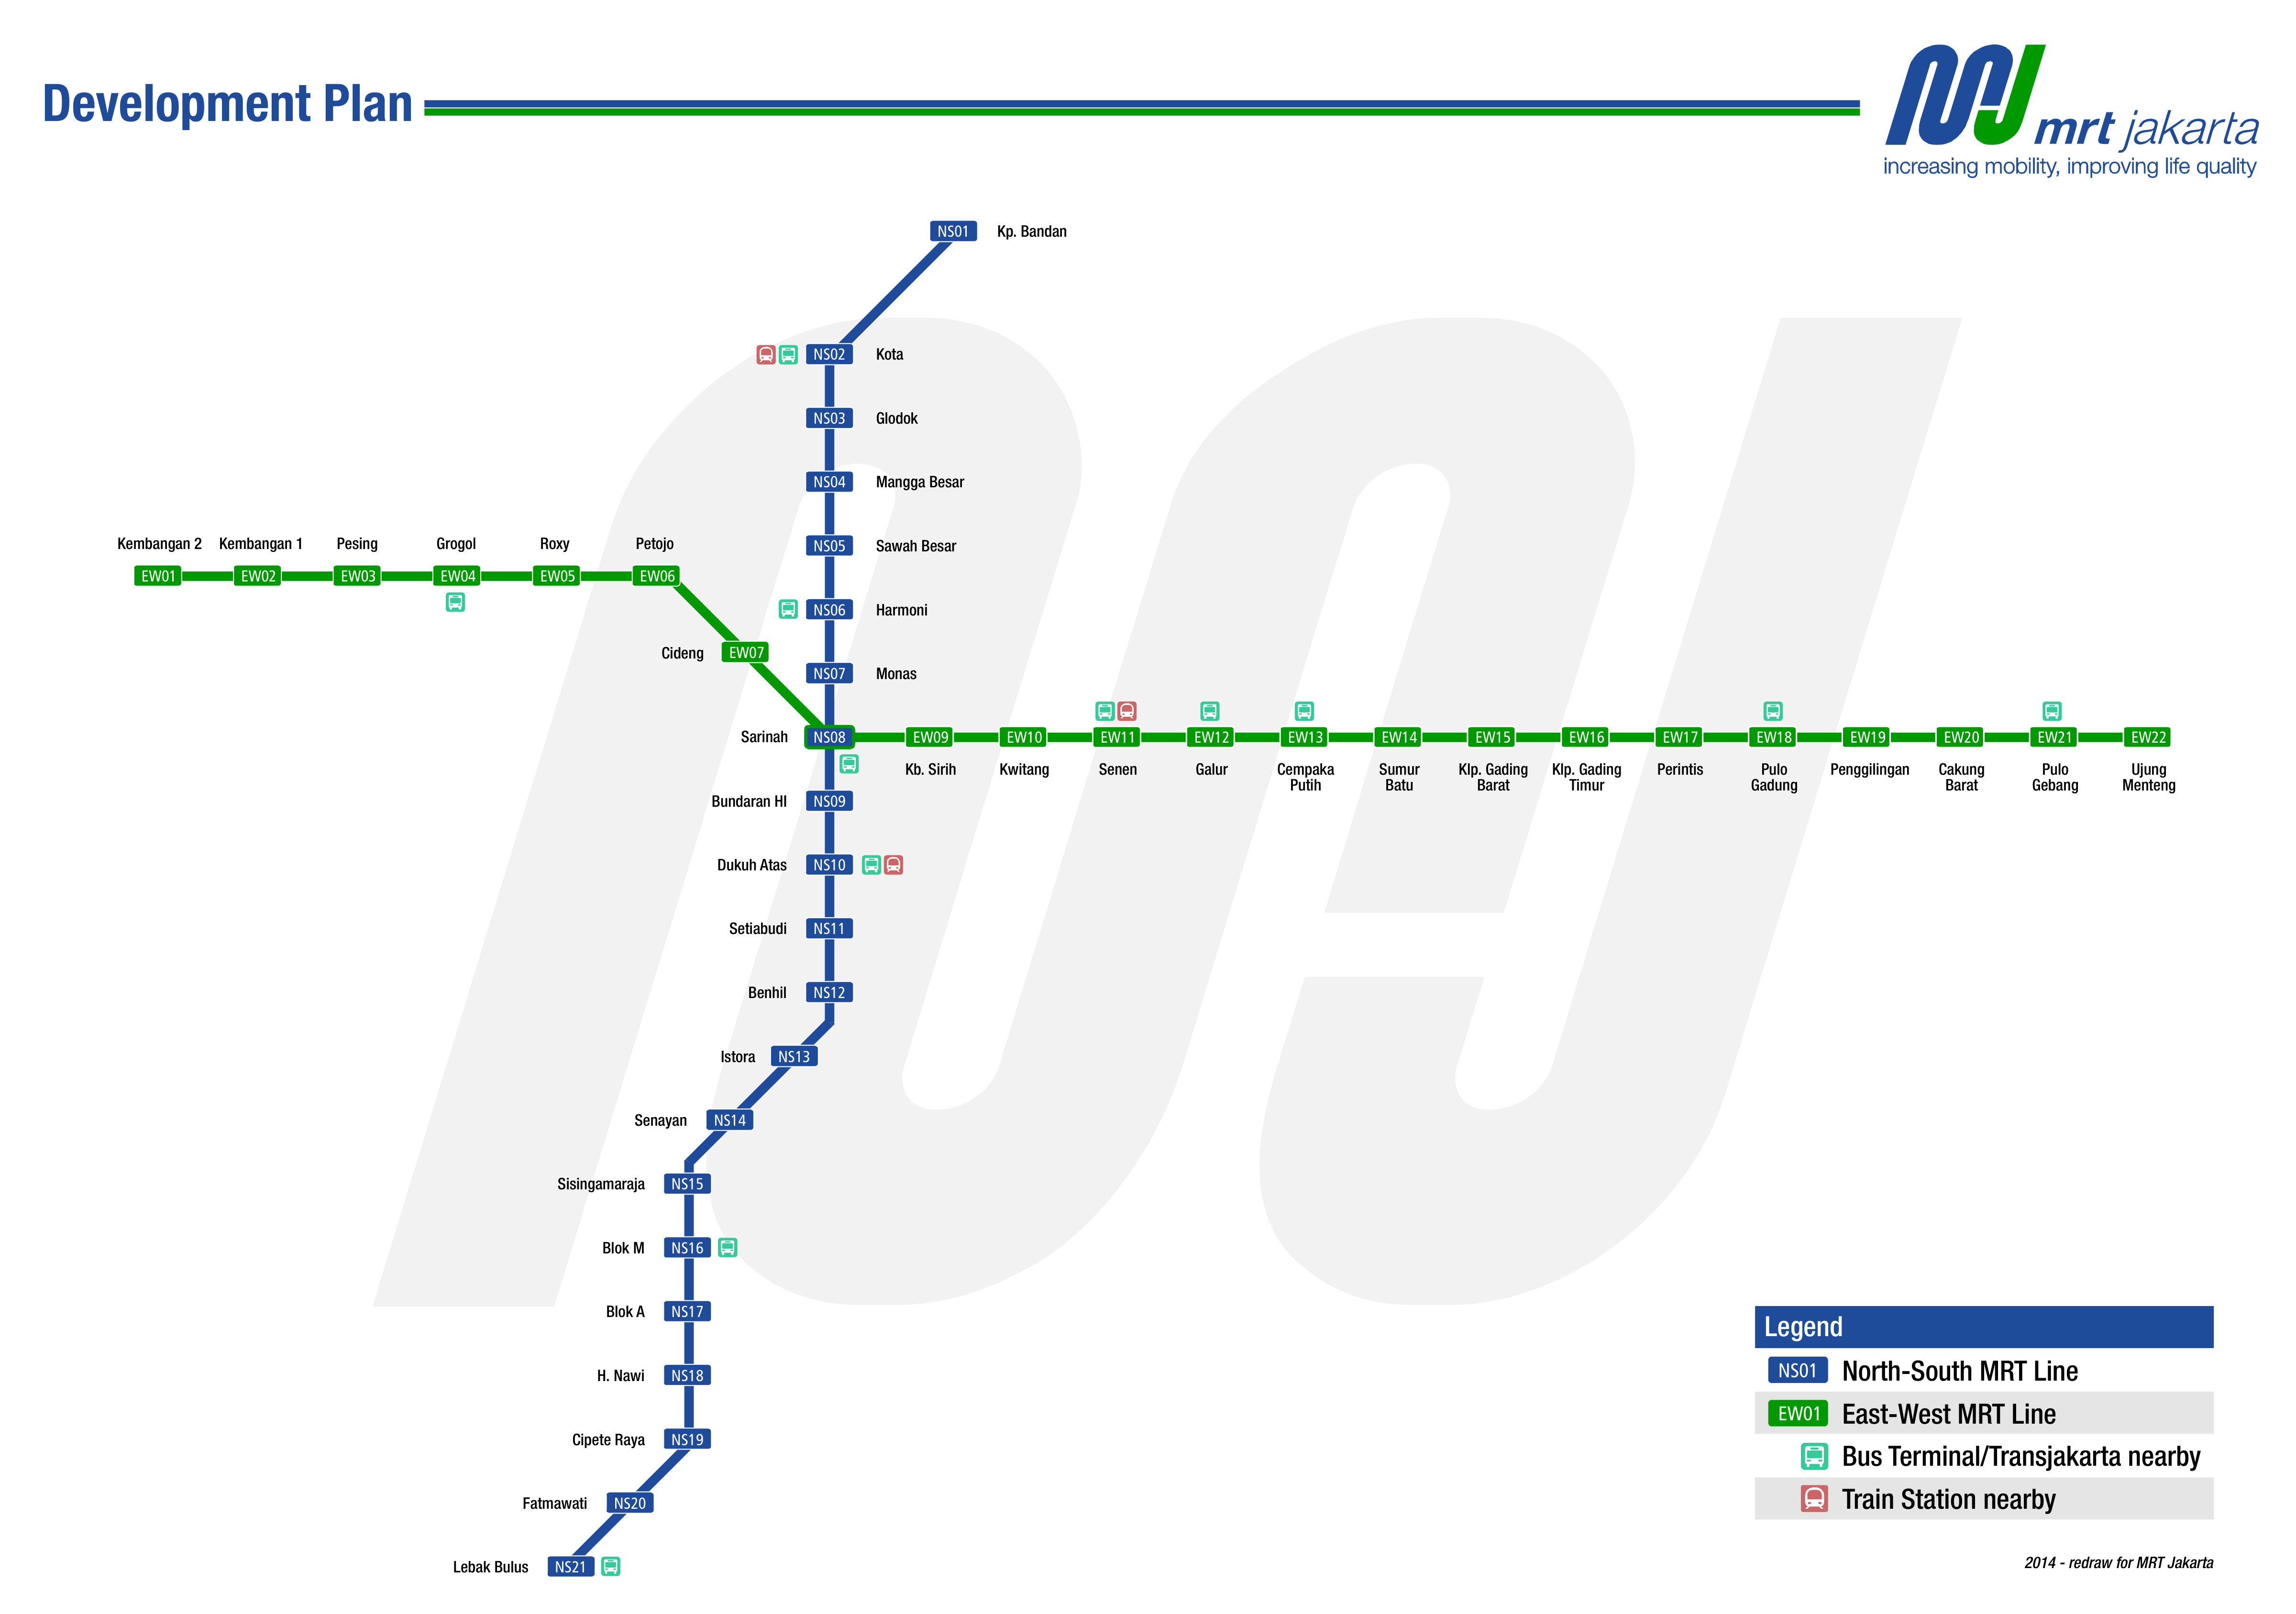 Development Plan
mrt jakarta
increasing mobility, improving life quality
NS01 Kp. Bandan
NS02 Kota
NS03 Glodok
NS04 Mangga Besar
NS05 Sawah Besar
Kembangan 2
Kembangan 1
Pesing
Grogol
Roxy
Petojo
EW01
EW02
EW03
EW04
EW05
EW06
NS06 Harmoni
Cideng EW07
NS07 Monas
Sarinah NS08
EW09
EW10
EW11
EW12
EW13
EW14
EW15
EW16
EW17
EW18
EW19
EW20
EW21
EW22
Kb. Sirih
Kwitang
Senen
Galur
Cempaka
Putih
Sumur
Batu
Klp. Gading
Barat
Klp. Gading
Timur
Perintis
Pulo
Gadung
Penggilingan
Cakung
Barat
Pulo
Gebang
Ujung
Menteng
Bundaran HI NS09
Dukuh Atas NS10
Setiabudi NS11
Benhil NS12
Istora NS13
Senayan NS14
Sisingamaraja NS15
Blok M NS16
Blok A NS17
H. Nawi NS18
Cipete Raya NS19
Fatmawati NS20
Lebak Bulus NS21
Legend
NS01 North-South MRT Line
EW01 East-West MRT Line
Bus Terminal/Transjakarta nearby
Train Station nearby
2014 - redraw for MRT Jakarta